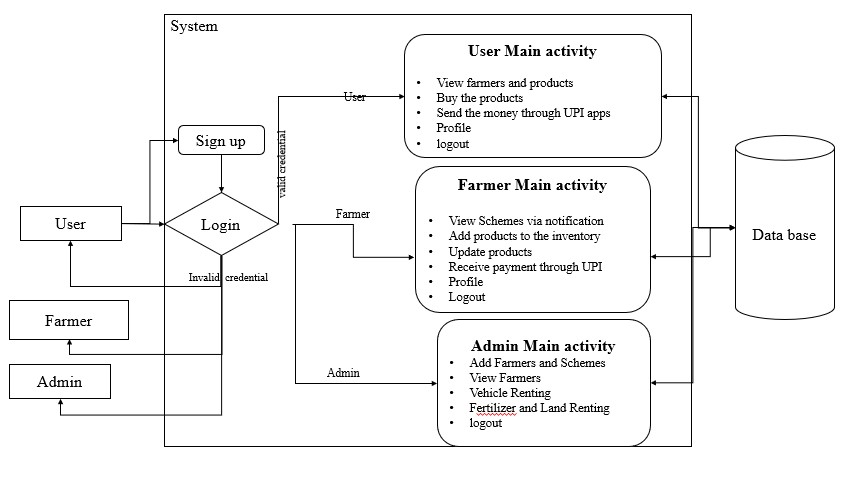 System
User Main activity
• View farmers and products
• Buy the products
• Send the money through UPI apps
• Profile
• logout
User
Sign up
valid credential
Farmer Main activity
• View Schemes via notification
• Add products to the inventory
• Update products
• Receive payment through UPI
• Profile
• Logout
Farmer
User
Login
Data base
Invalid credential
Farmer
Admin Main activity
• Add Farmers and Schemes
• View Farmers
• Vehicle Renting
• Fertilizer and Land Renting
• logout
Admin
Admin